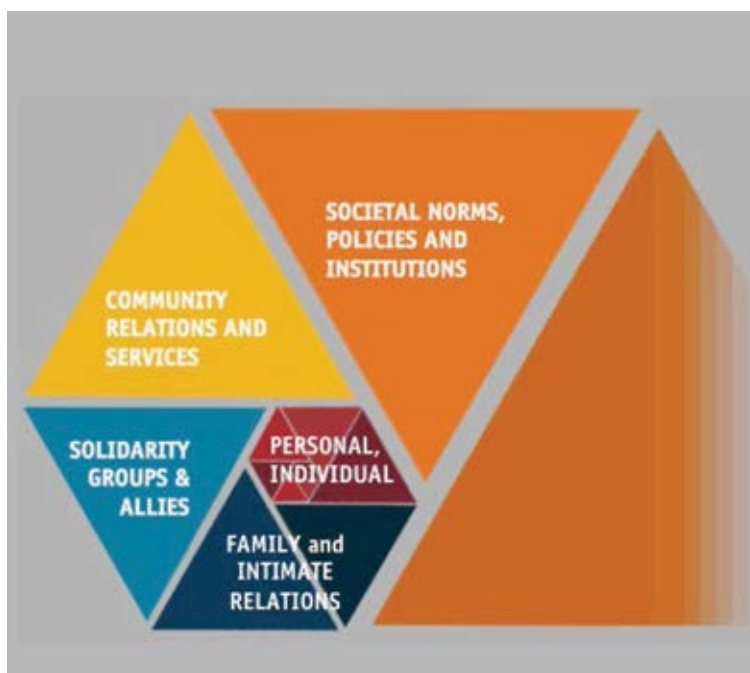 SOCIETAL NORMS,
POLICIES AND
INSTITUTIONS
COMMUNITY
RELATIONS AND
SERVICES
SOLIDARITY
GROUPS &
ALLIES
PERSONAL,
INDIVIDUAL
FAMILY and
INTIMATE
RELATIONS